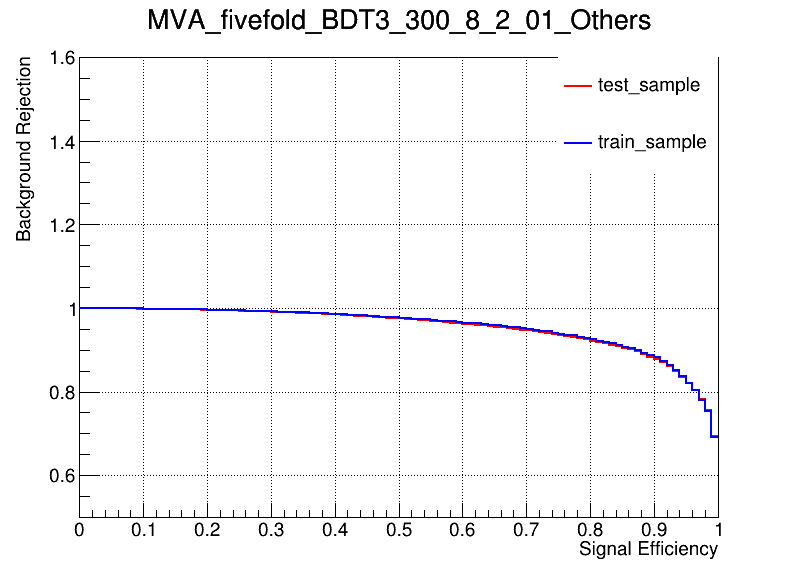 MVA_fivefold_BDT3_300_8_2_01_Others
Background Rejection
1.6
1.4
1.2
1
0.8
0.6
test_sample
train_sample
0 0.1 0.2 0.3 0.4 0.5 0.6 0.7 0.8 0.9 1
Signal Efficiency